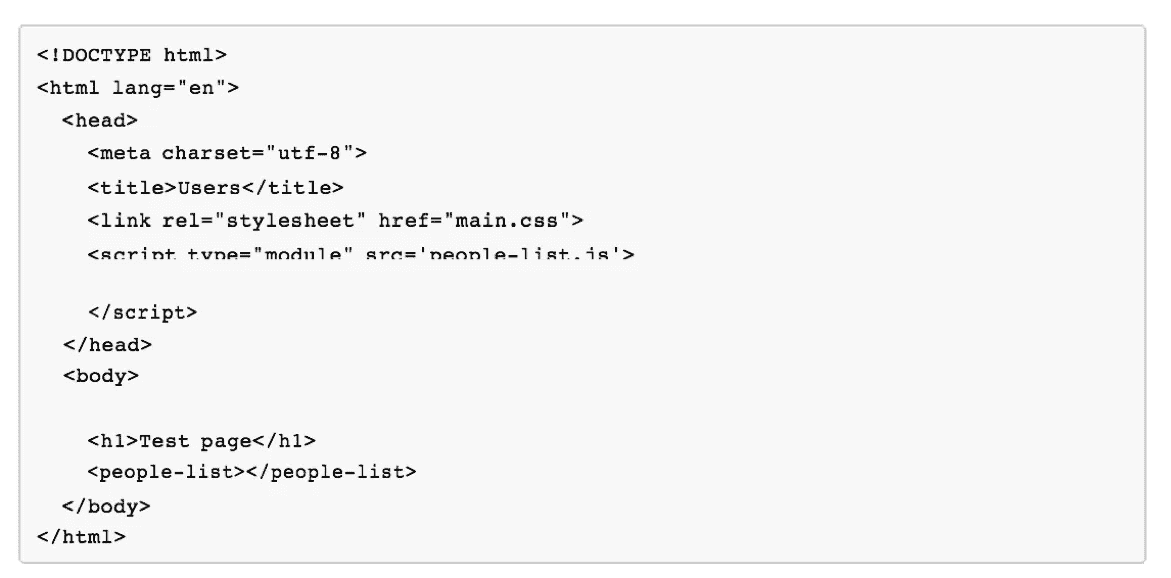 <!DOCTYPE html>
<html lang="en">
  <head>
    <meta charset="utf-8">
    <title>Users</title>
    <link rel="stylesheet" href="main.css">
    <script type="module" src='people-list.js'>
    </script>
  </head>
  <body>
    <h1>Test page</h1>
    <people-list></people-list>
  </body>
</html>